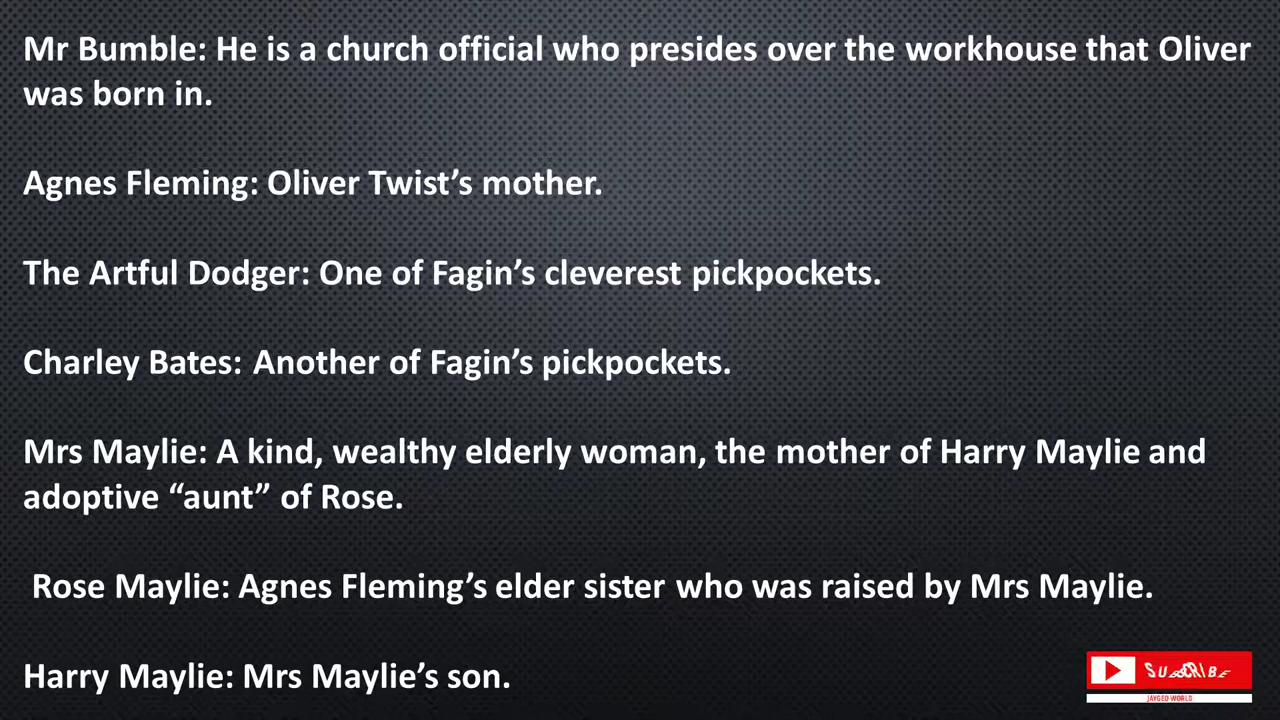 Mr Bumble: He is a church official who presides over the workhouse that Oliver
was born in.
Agnes Fleming: Oliver Twist’s mother.
The Artful Dodger: One of Fagin’s cleverest pickpockets.
Charley Bates: Another of Fagin’s pickpockets.
Mrs Maylie: A kind, wealthy elderly woman, the mother of Harry Maylie and
adoptive “aunt” of Rose.
Rose Maylie: Agnes Fleming’s elder sister who was raised by Mrs Maylie.
Harry Maylie: Mrs Maylie’s son.
SUBSCRIBE
JAYGEO WORLD